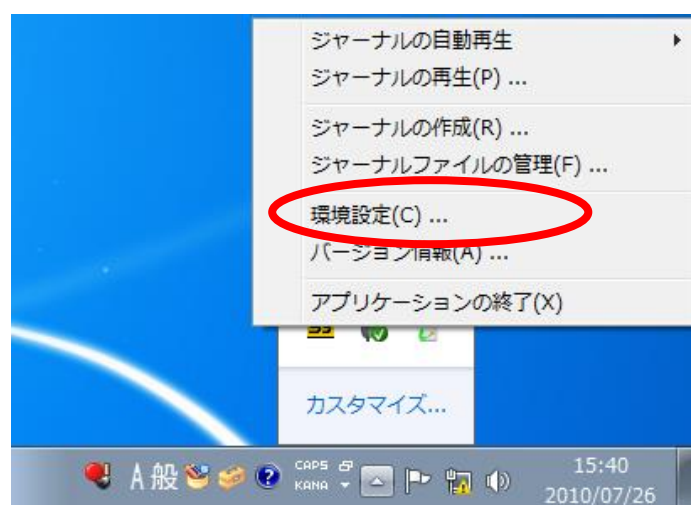 ジャーナルの自動再生
ジャーナルの再生(P) ...
ジャーナルの作成(R) ...
ジャーナルファイルの管理(F) ...
環境設定(C) ...
バージョン情報(A) ...
アプリケーションの終了(X)
カスタマイズ...
A 般
CAPS
KANA
15:40
2010/07/26